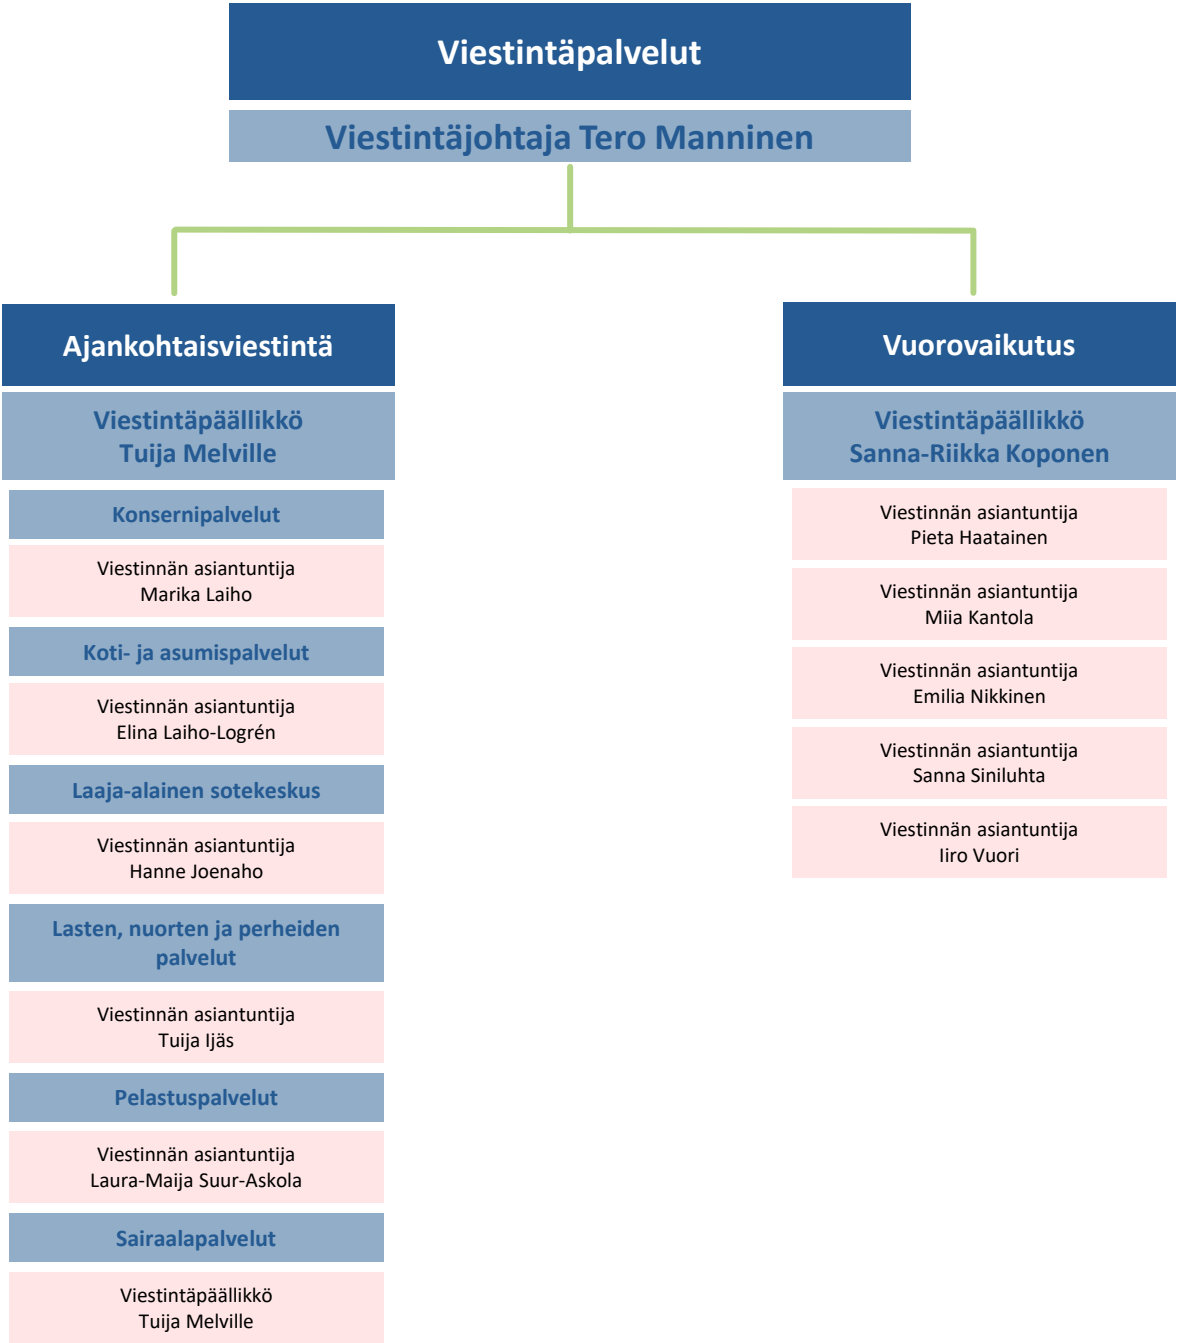 Viestintäpalvelut
Viestintäjohtaja Tero Manninen
Ajankohtaisviestintä
Viestintäpäällikkö
Tuija Melville
Konsernipalvelut
Viestinnän asiantuntija
Marika Laiho
Koti- ja asumispalvelut
Viestinnän asiantuntija
Elina Laiho-Logrén
Laaja-alainen sotekeskus
Viestinnän asiantuntija
Hanne Joenaho
Lasten, nuorten ja perheiden
palvelut
Viestinnän asiantuntija
Tuija Ijäs
Pelastuspalvelut
Viestinnän asiantuntija
Laura-Maija Suur-Askola
Sairaalapalvelut
Viestintäpäällikkö
Tuija Melville
Vuorovaikutus
Viestintäpäällikkö
Sanna-Riikka Koponen
Viestinnän asiantuntija
Pieta Haatainen
Viestinnän asiantuntija
Miia Kantola
Viestinnän asiantuntija
Emilia Nikkinen
Viestinnän asiantuntija
Sanna Siniluhta
Viestinnän asiantuntija
Iiro Vuori